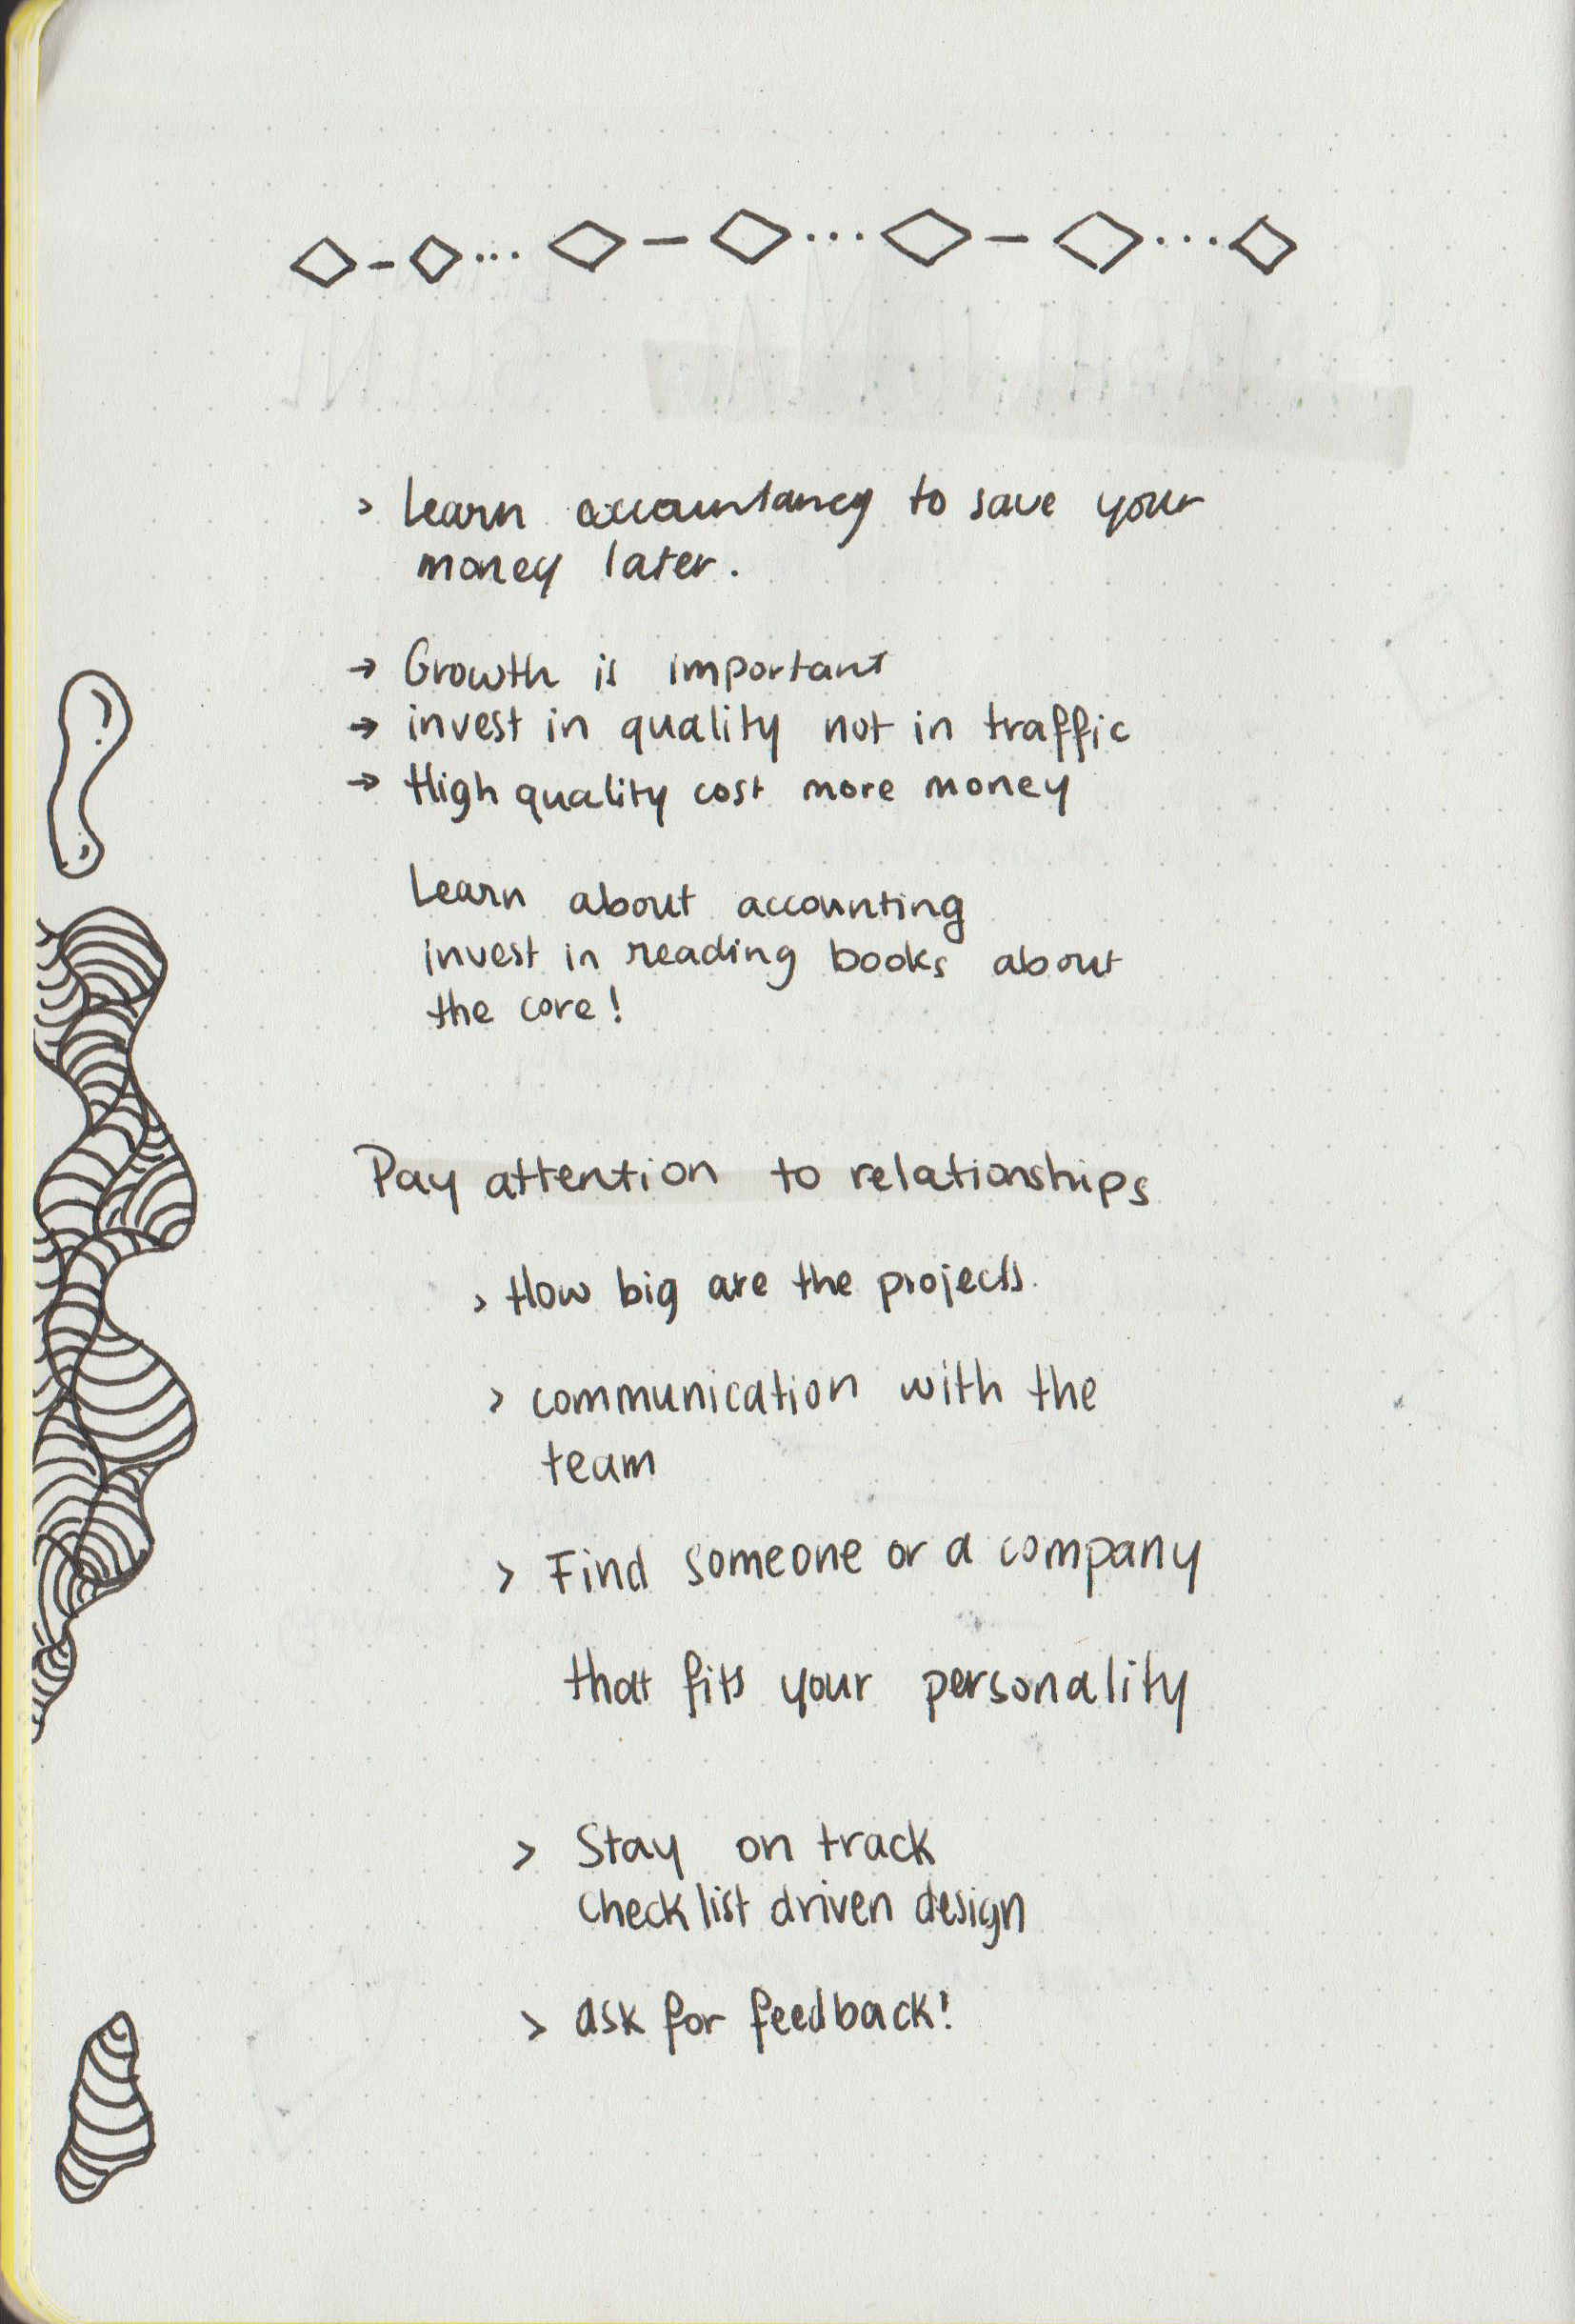 > Learn accountancy to save your
money later.
→ Growth is important
→ invest in quality not in traffic
→ High quality cost more money
Learn about accounting
invest in reading books about
the core!
Pay attention to relationships
> How big are the projects.
> communication with the
team
> Find someone or a company
that fits your personality
> Stay on track
Checklist driven design
> ask for feedback!